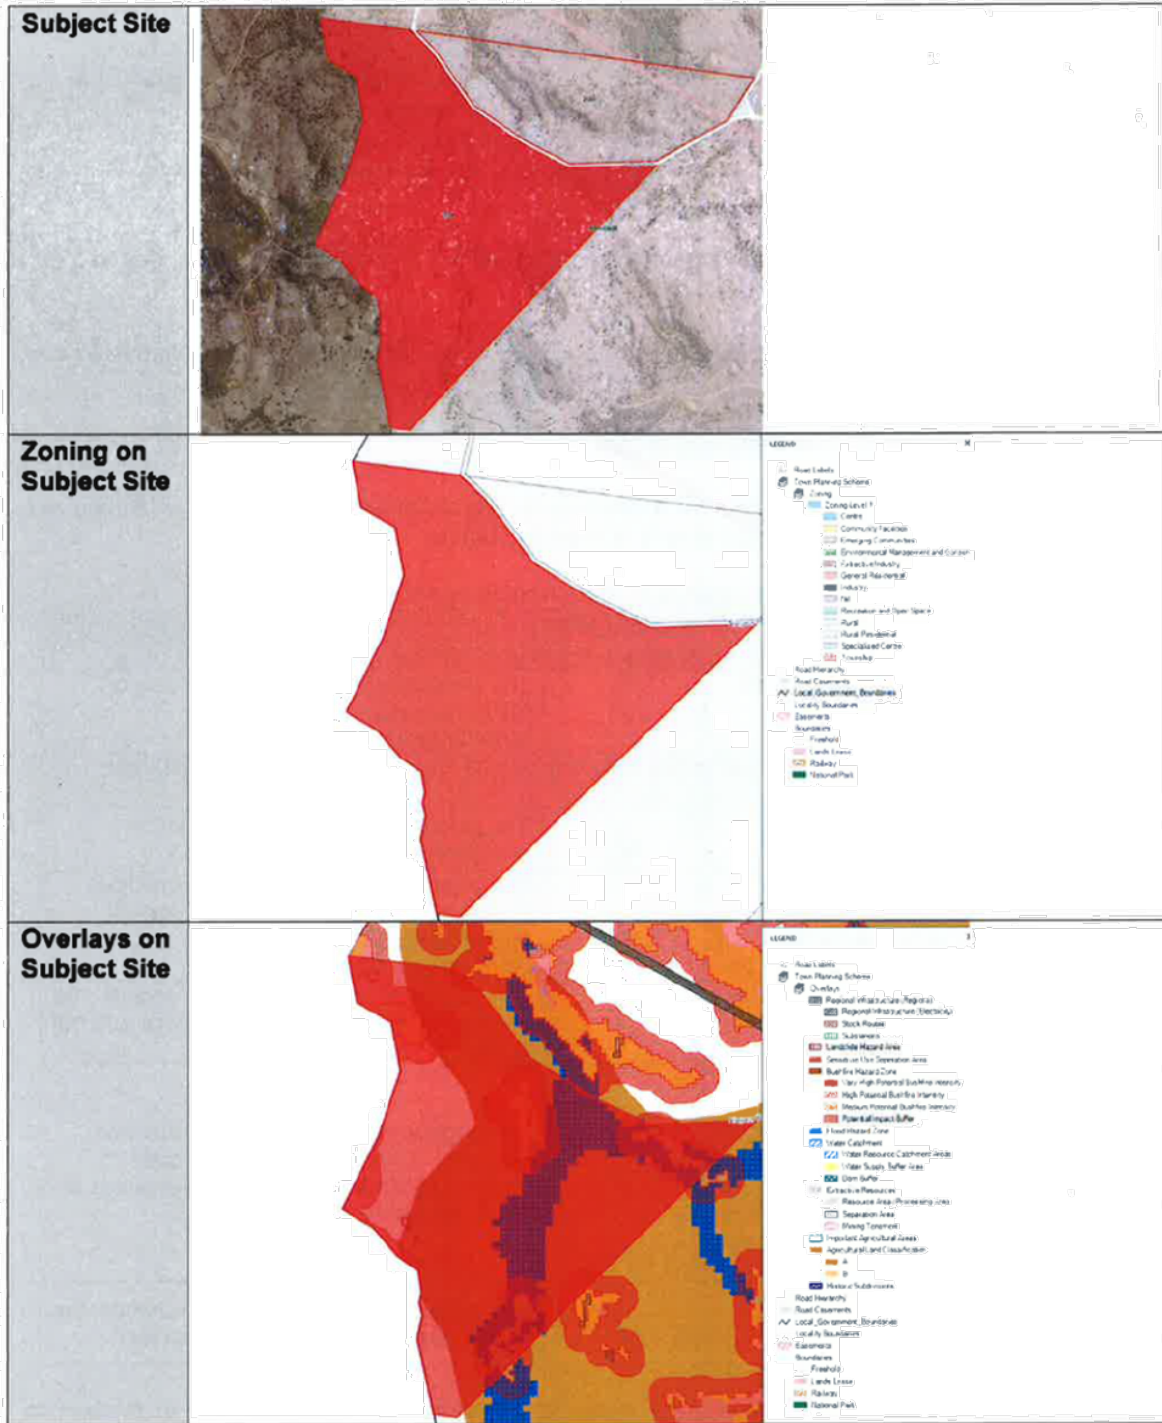 Subject Site
Zoning on
Subject Site
LEGEND
Road Labels
Town Planning Scheme
Zoning
Centre
Community Facilities
Emerging Communities
Environmental Management and
Extractive Industry
General Residential
Industry
Recreation and Open Space
Rural
Rural Residential
Specialised Centre
Township
Road Hierarchy
Road Casements
Local_Government_Boundaries
Locality Boundaries
Easements
Boundaries
Freehold
Lands Lease
Railway
National Park
Overlays on
Subject Site
LEGEND
Road Labels
Town Planning Scheme
Overlays
Regional Infrastructure (Regional)
Regional Infrastructure (Electricity)
Stock Routes
Substations
Landslide Hazard Area
Sensitive Use Separation Area
Bushfire Hazard Zone
Very High Potential Bushfire Intensity
High Potential Bushfire Intensity
Medium Potential Bushfire Intensity
Potential Impact Buffer
Flood Hazard Zone
Water Catchment
Water Resource Catchment Areas
Water Supply Buffer Area
Dam Buffer
Extractive Resources
Resource Area / Processing Area
Separation Area
Mining Tenement
Important Agricultural Areas
Agricultural Land Classification
A
B
Historic Subdivisions
Road Hierarchy
Road Casements
Local_Government_Boundaries
Locality Boundaries
Easements
Boundaries
Freehold
Lands Lease
Railway
National Park